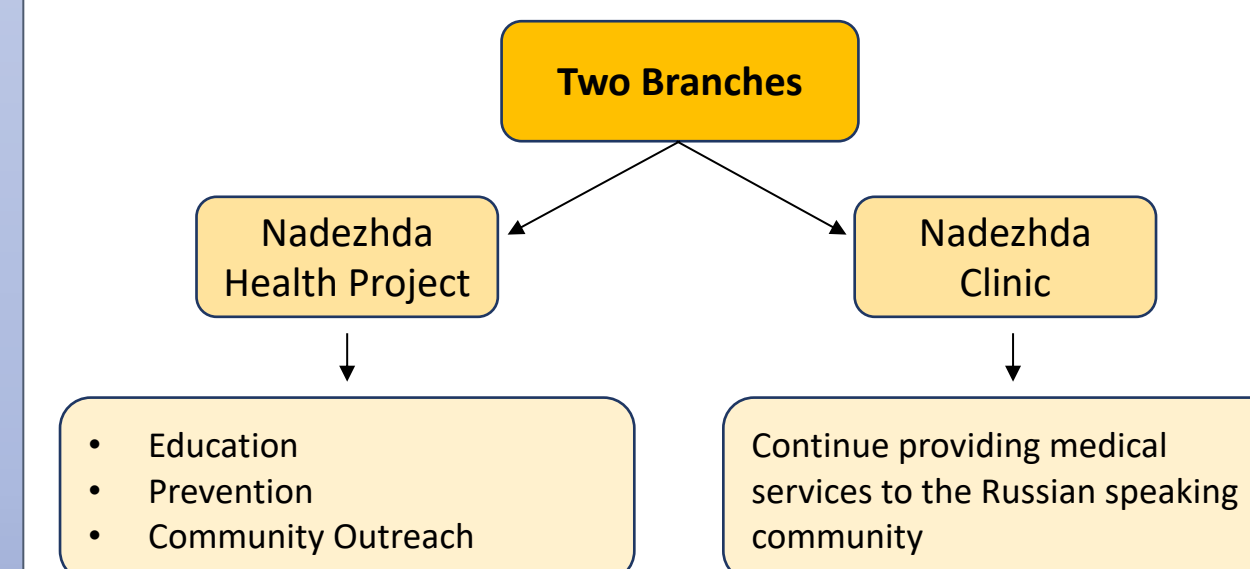 Two Branches
Nadezhda
Health Project
Nadezhda
Clinic
• Education
• Prevention
• Community Outreach
Continue providing medical
services to the Russian speaking
community